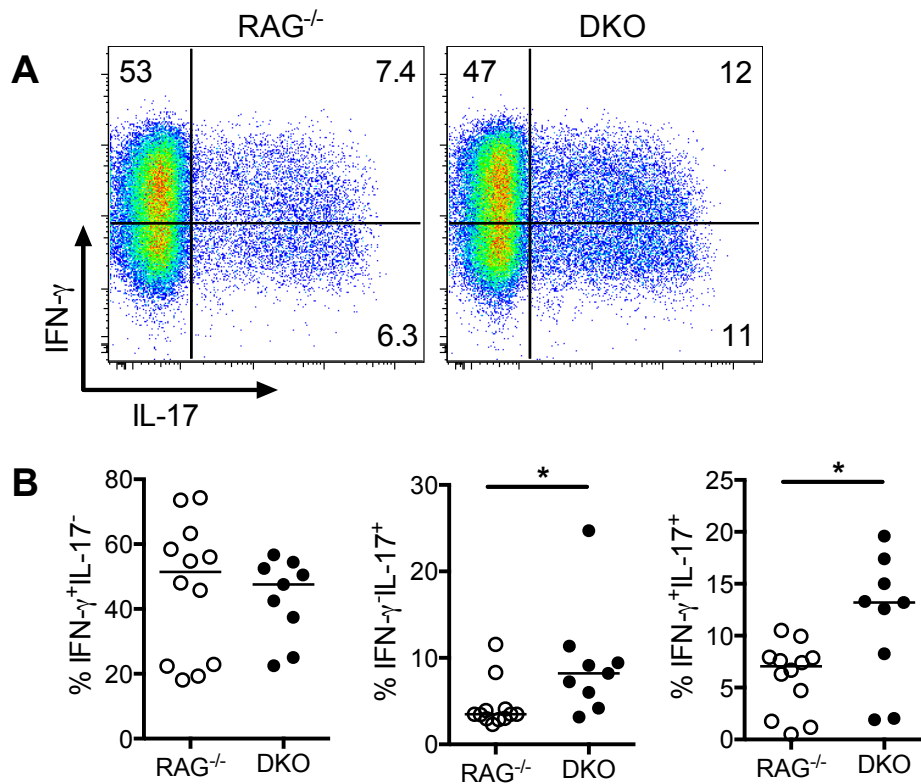 A
RAG-/- DKO
53 7.4 47 12
6.3 11
IFN-γ
IL-17
B
% IFN-γ+IL-17-
80
60
40
20
0
RAG-/- DKO
% IFN-γ-IL-17+
30
20
10
0
*
RAG-/- DKO
% IFN-γ+IL-17+
25
20
15
10
5
0
*
RAG-/- DKO